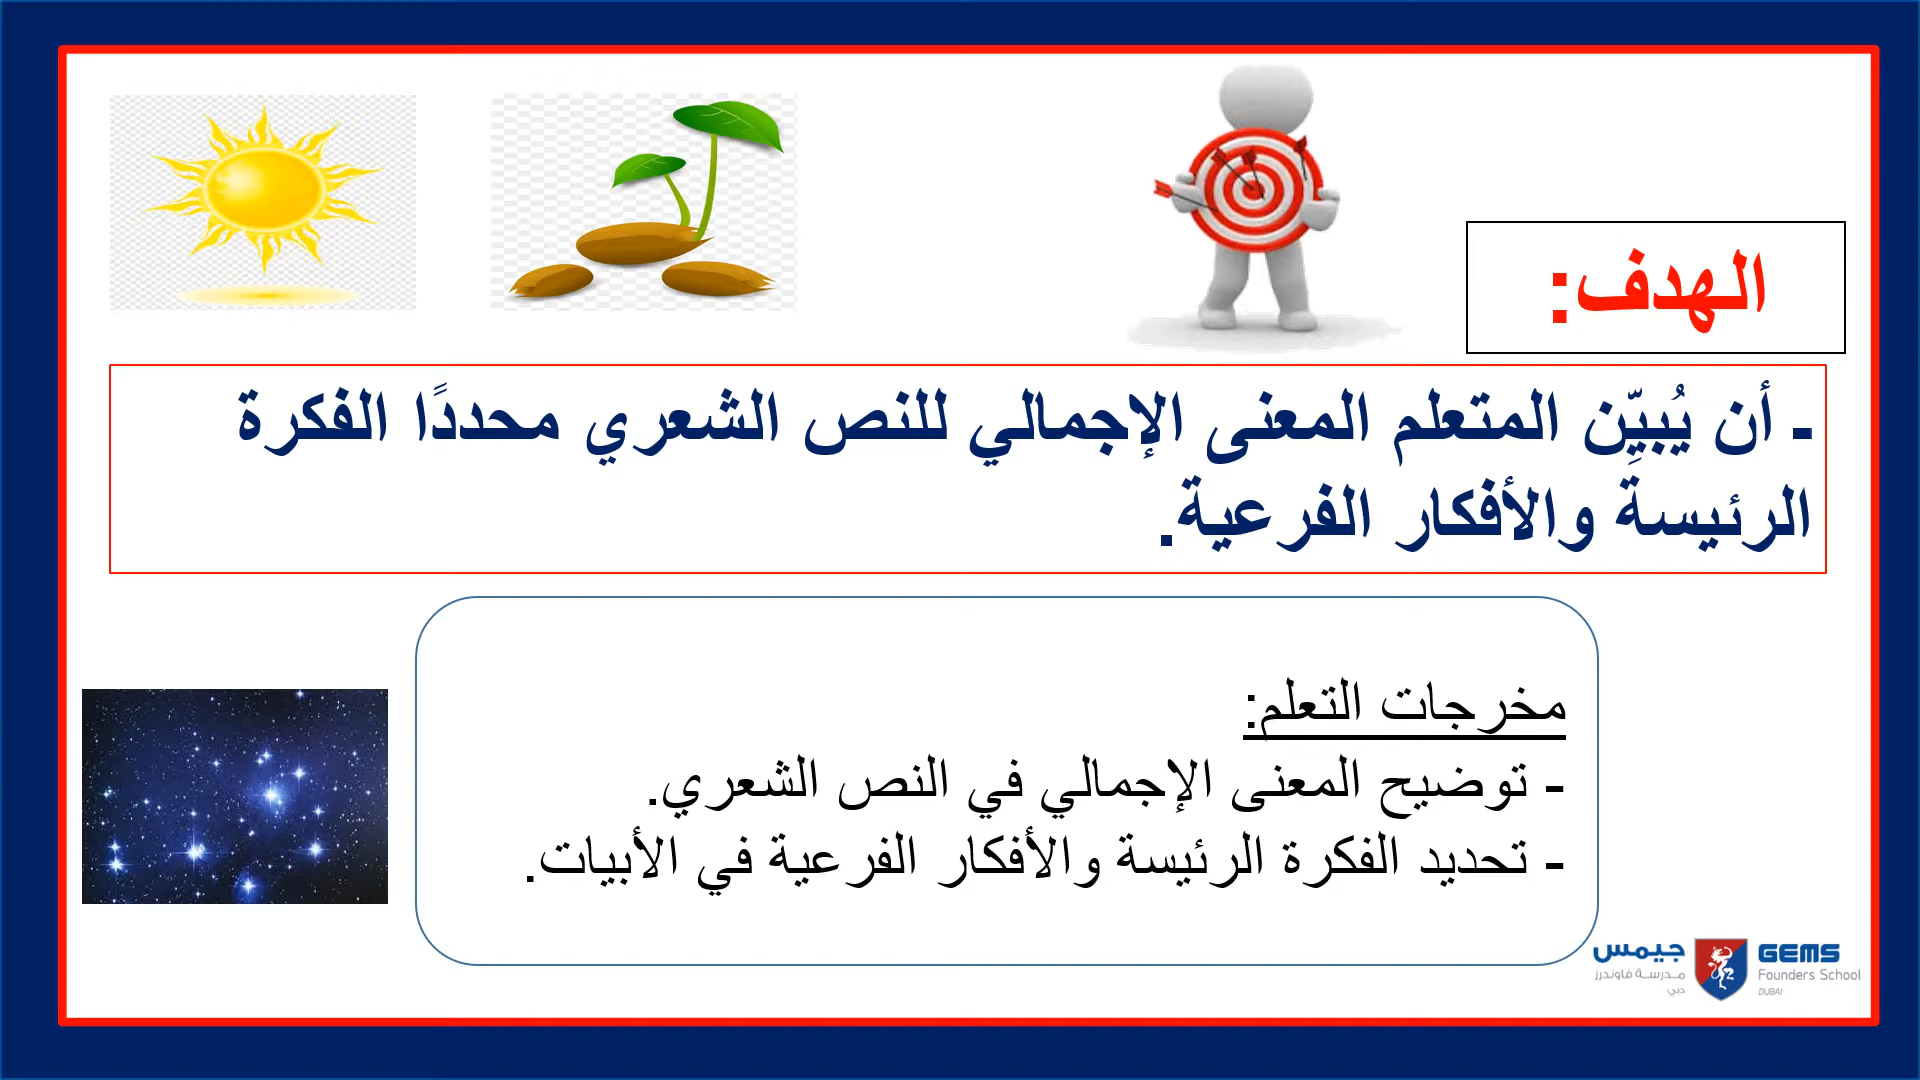 الهدف:
- أن يُبيّن المتعلم المعنى الإجمالي للنص الشعري محددًا الفكرة
الرئيسةِ والأفكار الفرعية.
مخرجات التعلم:
- توضيح المعنى الإجمالي في النص الشعري.
- تحديد الفكرة الرئيسة والأفكار الفرعية في الأبيات.
جيمس
مدرسة فاوندرز
دبي
GEMS
Founders School
DUBAI